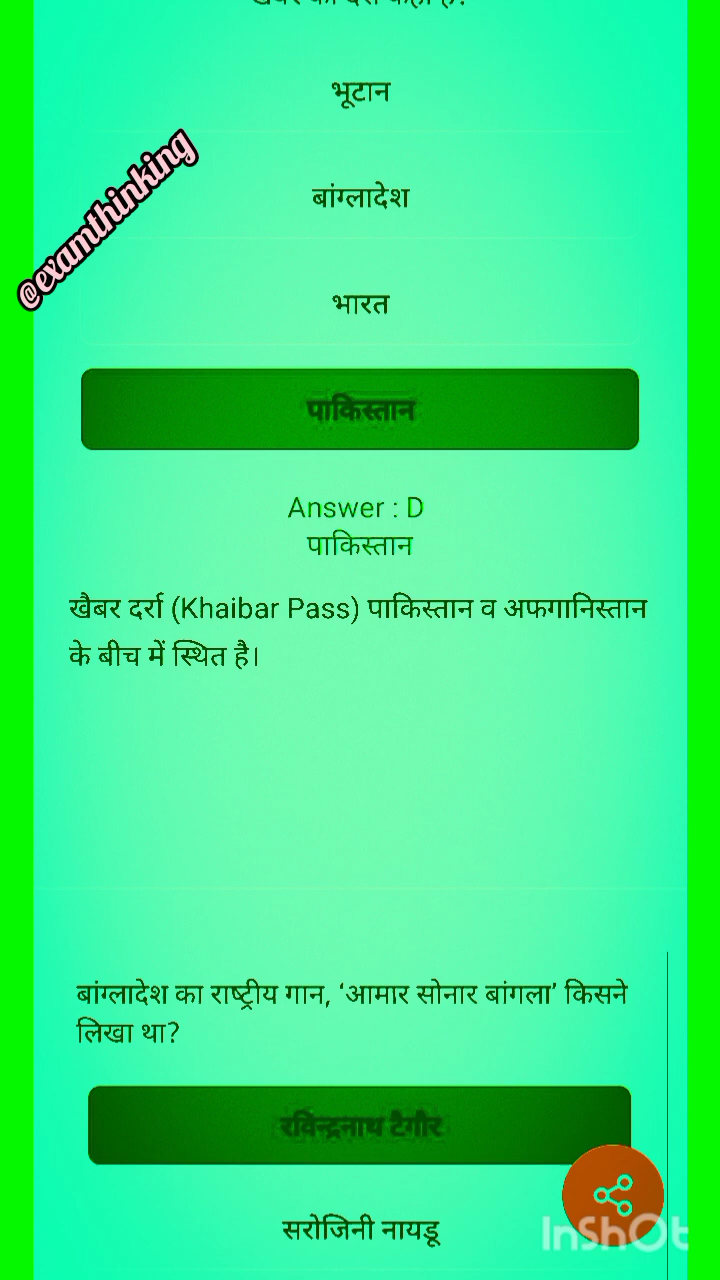 भूटान
@examthinking
बांग्लादेश
भारत
पाकिस्तान
Answer : D
पाकिस्तान
खैबर दर्रा (Khaibar Pass) पाकिस्तान व अफगानिस्तान
के बीच में स्थित है।
बांग्लादेश का राष्ट्रीय गान, ‘आमार सोनार बांगला’ किसने
लिखा था?
रविन्द्रनाथ टैगौर
सरोजिनी नायडू
InShOt